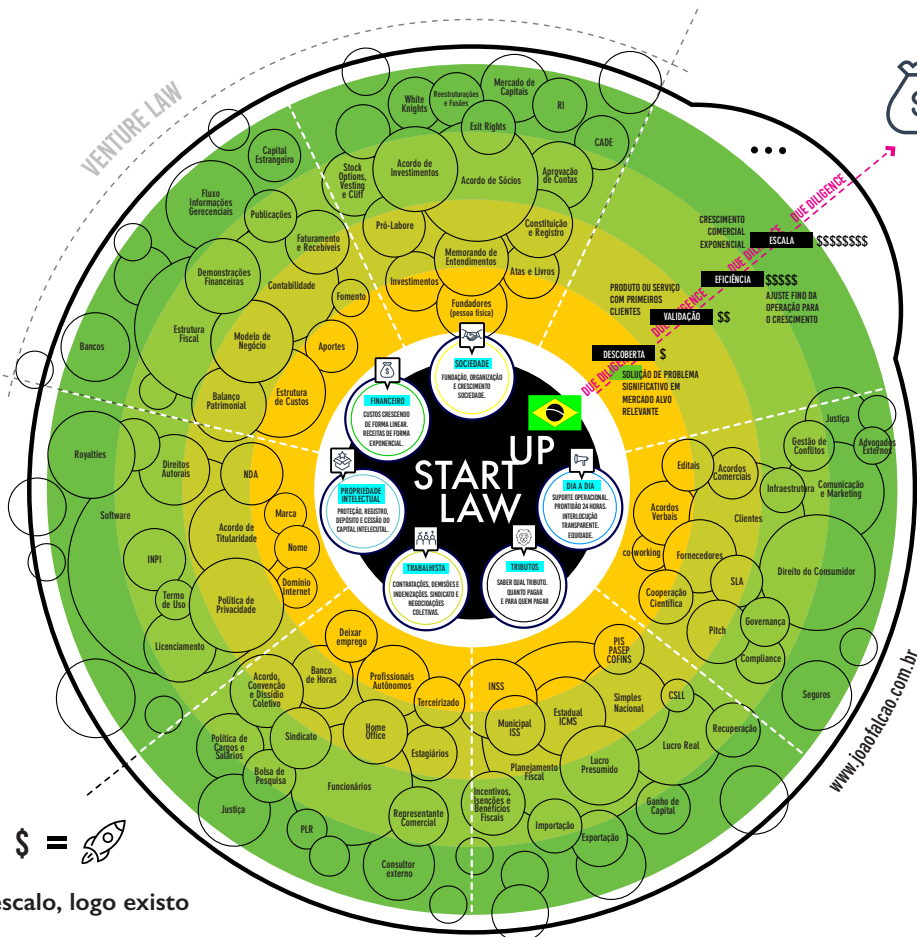 VENTURE LAW
White
Knights
Reestruturações
e Fusões
Mercado de
Capitais
RI
Exit Rights
CADE
Stock
Options,
Vesting
e Cliff
Acordo de
Investimentos
Acordo de Sócios
Aprovação
de Contas
Pró-Labore
Constituição
e Registro
Memorando de
Entendimentos
Investimentos
Atas e Livros
Fundadores
(pessoa física)
Capital
Estrangeiro
Fluxo
Informações
Gerecenciais
Publicações
Faturamento
e Recebíveis
Demonstrações
Financeiras
Contabilidade
Fomento
Estrutura
Fiscal
Modelo de
Negócio
Aportes
Bancos
Balanço
Patrimonial
Estrutura
de Custos
$
DUE DILIGENCE
DUE DILIGENCE
DUE DILIGENCE
DUE DILIGENCE
CRESCIMENTO
COMERCIAL
EXPONENCIAL
ESCALA
$$$$$$$$
EFICIÊNCIA
$$$$$
AJUSTE FINO DA
OPERAÇÃO PARA
O CRESCIMENTO
PRODUTO OU SERVIÇO
COM PRIMEIROS
CLIENTES
VALIDAÇÃO
$$
DESCOBERTA
$
SOLUÇÃO DE PROBLEMA
SIGNIFICATIVO EM
MERCADO ALVO
RELEVANTE
SOCIEDADE
FUNDAÇÃO, ORGANIZAÇÃO
E CRESCIMENTO
SOCIEDADE.
$
FINANCEIRO
CUSTOS CRESCENDO
DE FORMA LINEAR.
RECEITAS DE FORMA
EXPONENCIAL.
PROPRIEDADE
INTELECTUAL
PROTEÇÃO, REGISTRO,
DEPÓSITO E CESSÃO DO
CAPITAL INTELECUTAL.
START
UP
LAW
DIA A DIA
SUPORTE OPERACIONAL.
PRONTIDÃO 24 HORAS.
INTERLOCUÇÃO
TRANSPARENTE.
EQUIDADE.
TRABALHISTA
CONTRATAÇÕES, DEMISÕES E
INDENIZAÇÕES, SINDICATO E
NEGOCIDAÇÕES
COLETIVAS.
TRIBUTOS
SABER QUAL TRIBUTO.
QUANTO PAGAR
E PARA QUEM PAGAR
Royalties
Direitos
Autorais
NDA
Software
Marca
Acordo de
Titularidade
Nome
INPI
Domínio
Internet
Termo
de Uso
Política de
Privacidade
Licenciamento
Justiça
Gestão de
Conflitos
Advogados
Externos
Editais
Acordos
Comerciais
Infraestrutura
Comunicação
e Marketing
Acordos
Verbais
Clientes
co-working
Fornecedores
Direito do Consumidor
SLA
Cooperação
Científica
Governança
Pitch
Compliance
Seguros
Deixar
emprego
Banco
de Horas
Profissionais
Autônomos
Acordo,
Convenção
e Dissídio
Coletivo
Terceirizado
Home
Office
Sindicato
Política de
Cargos e
Salários
Estagiários
Bolsa de
Pesquisa
Funcionários
Justiça
Representante
Comercial
PLR
Consultor
externo
PIS
PASEP
COFINS
INSS
Simples
Nacional
CSLL
Municipal
ISS
Estadual
ICMS
Recuperação
Lucro Real
Lucro
Presumido
Planejamento
Fiscal
Incentivos,
Isenções e
Benefícios
Fiscais
Ganho de
Capital
Importação
Exportação
www.joaofalcao.com.br
$ =
escalo, logo existo